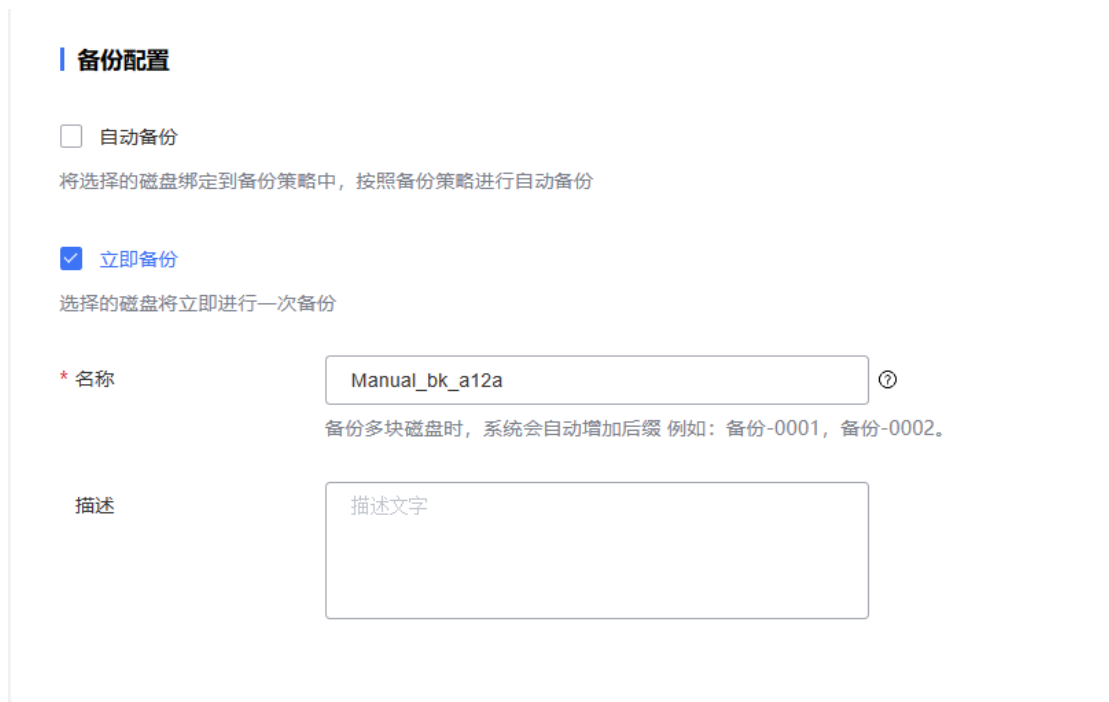 备份配置
自动备份
将选择的磁盘绑定到备份策略中，按照备份策略进行自动备份
立即备份
选择的磁盘将立即进行一次备份
* 名称
Manual_bk_a12a
备份多块磁盘时，系统会自动增加后缀 例如：备份-0001，备份-0002。
描述
描述文字